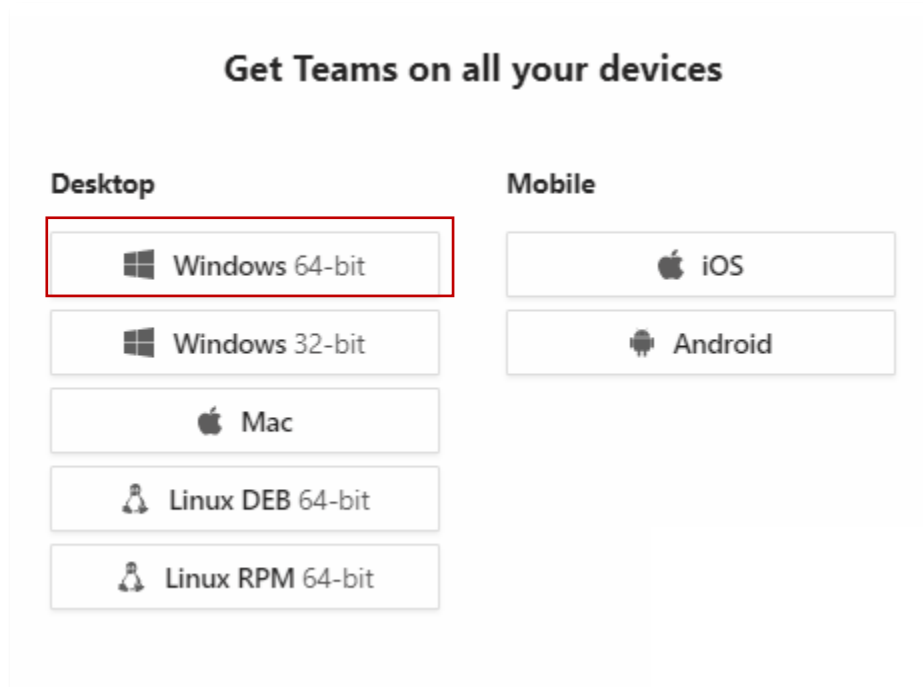 Get Teams on all your devices
Desktop
Windows 64-bit
Windows 32-bit
Mac
Linux DEB 64-bit
Linux RPM 64-bit
Mobile
iOS
Android